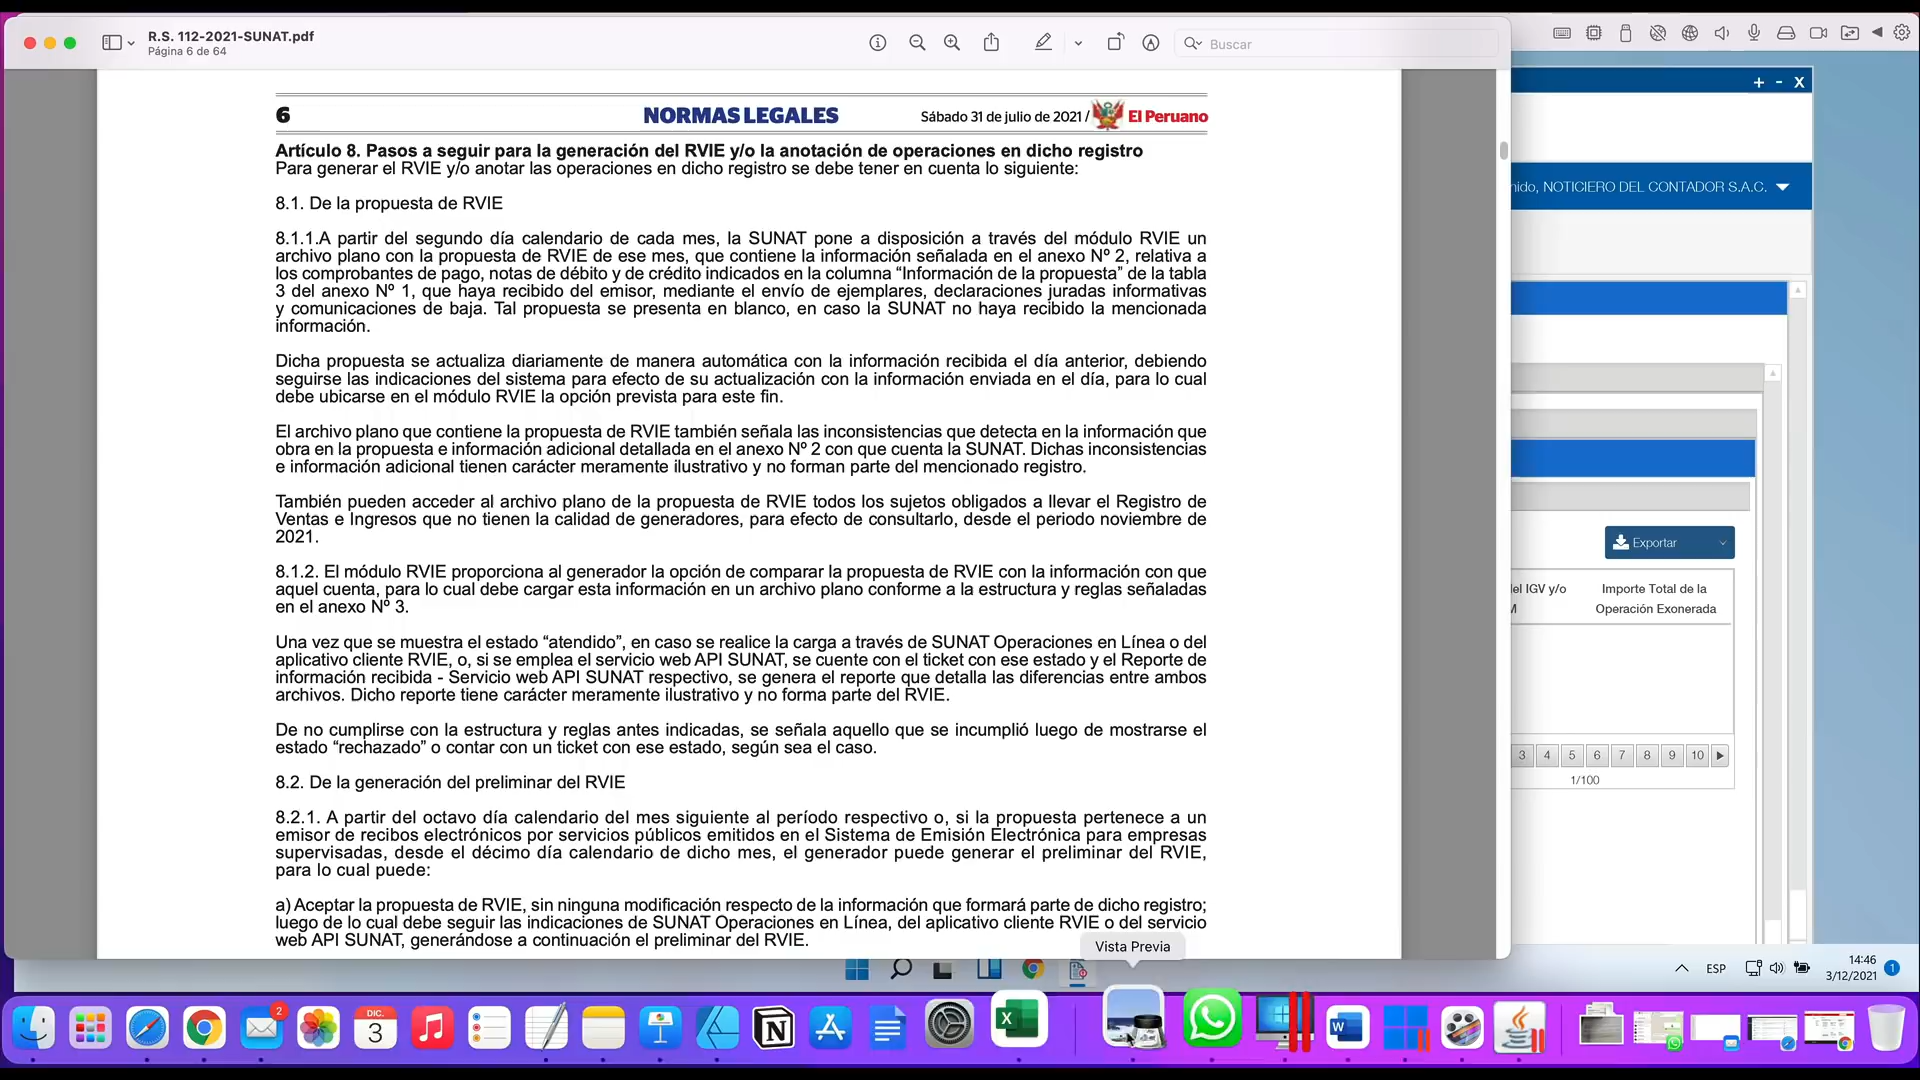 R.S. 112-2021-SUNAT.pdf
Página 6 de 64
Buscar
6
NORMAS LEGALES
Sábado 31 de julio de 2021 /
El Peruano
Artículo 8. Pasos a seguir para la generación del RVIE y/o la anotación de operaciones en dicho registro
Para generar el RVIE y/o anotar las operaciones en dicho registro se debe tener en cuenta lo siguiente:
8.1. De la propuesta de RVIE
8.1.1.A partir del segundo día calendario de cada mes, la SUNAT pone a disposición a través del módulo RVIE un
archivo plano con la propuesta de RVIE de ese mes, que contiene la información señalada en el anexo Nº 2, relativa a
los comprobantes de pago, notas de débito y de crédito indicados en la columna “Información de la propuesta” de la tabla
3 del anexo Nº 1, que haya recibido del emisor, mediante el envío de ejemplares, declaraciones juradas informativas
y comunicaciones de baja. Tal propuesta se presenta en blanco, en caso la SUNAT no haya recibido la mencionada
información.
Dicha propuesta se actualiza diariamente de manera automática con la información recibida el día anterior, debiendo
seguirse las indicaciones del sistema para efecto de su actualización con la información enviada en el día, para lo cual
debe ubicarse en el módulo RVIE la opción prevista para este fin.
El archivo plano que contiene la propuesta de RVIE también señala las inconsistencias que detecta en la información que
obra en la propuesta e información adicional detallada en el anexo Nº 2 con que cuenta la SUNAT. Dichas inconsistencias
e información adicional tienen carácter meramente ilustrativo y no forman parte del mencionado registro.
También pueden acceder al archivo plano de la propuesta de RVIE todos los sujetos obligados a llevar el Registro de
Ventas e Ingresos que no tienen la calidad de generadores, para efecto de consultarlo, desde el periodo noviembre de
2021.
8.1.2. El módulo RVIE proporciona al generador la opción de comparar la propuesta de RVIE con la información con que
aquel cuenta, para lo cual debe cargar esta información en un archivo plano conforme a la estructura y reglas señaladas
en el anexo Nº 3.
Una vez que se muestra el estado “atendido”, en caso se realice la carga a través de SUNAT Operaciones en Línea o del
aplicativo cliente RVIE, o, si se emplea el servicio web API SUNAT, se cuente con el ticket con ese estado y el Reporte de
información recibida - Servicio web API SUNAT respectivo, se genera el reporte que detalla las diferencias entre ambos
archivos. Dicho reporte tiene carácter meramente ilustrativo y no forma parte del RVIE.
De no cumplirse con la estructura y reglas antes indicadas, se señala aquello que se incumplió luego de mostrarse el
estado “rechazado” o contar con un ticket con ese estado, según sea el caso.
8.2. De la generación del preliminar del RVIE
8.2.1. A partir del octavo día calendario del mes siguiente al período respectivo o, si la propuesta pertenece a un
emisor de recibos electrónicos por servicios públicos emitidos en el Sistema de Emisión Electrónica para empresas
supervisadas, desde el décimo día calendario de dicho mes, el generador puede generar el preliminar del RVIE,
para lo cual puede:
a) Aceptar la propuesta de RVIE, sin ninguna modificación respecto de la información que formará parte de dicho registro;
luego de lo cual debe seguir las indicaciones de SUNAT Operaciones en Línea, del aplicativo cliente RVIE o del servicio
web API SUNAT, generándose a continuación el preliminar del RVIE.
+ - X
nido, NOTICIERO DEL CONTADOR S.A.C.
Exportar
el IGV y/o
M
Importe Total de la
Operación Exonerada
3 4 5 6 7 8 9 10
1/100
Vista Previa
ESP
14:46
3/12/2021
1
2
DIC.
3